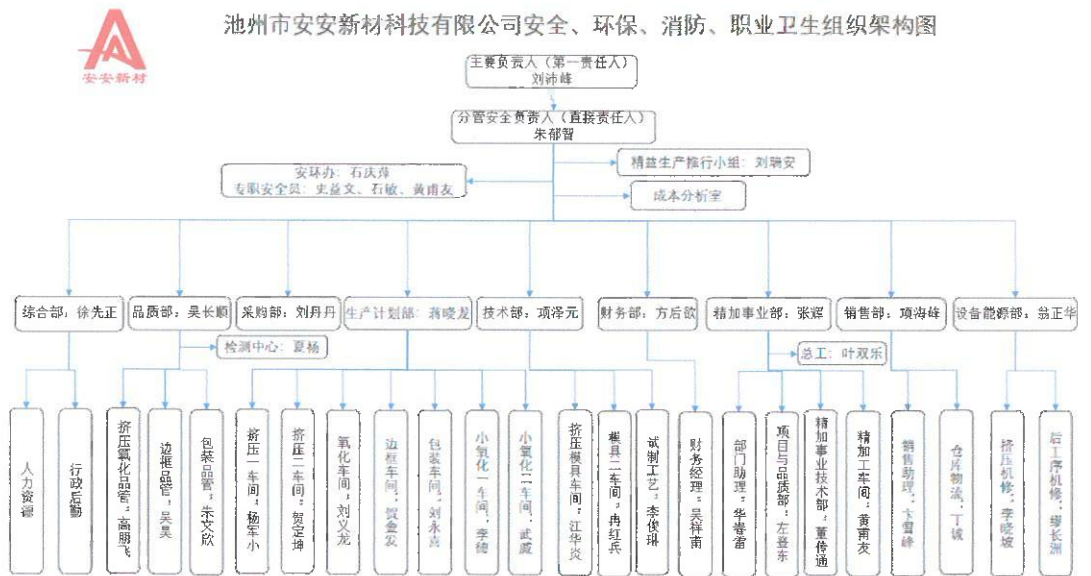 池州市安安新材科技有限公司安全、环保、消防、职业卫生组织架构图
安安新材
主要负责人（第一责任人）
刘沛峰
分管安全负责人（直接责任人）
朱郁智
精益生产推行小组：刘瑞安
安环办：石庆萍
专职安全员：史益文、石敏、黄甫友
成本分析室
综合部：徐先正
品质部：吴长顺
采购部：刘丹丹
生产计划部：蒋晓龙
技术部：项泽元
财务部：方后歆
精加事业部：张辉
销售部：项海峰
设备能源部：翁正华
检测中心：夏杨
总工：叶双乐
人力资源
行政后勤
挤压氧化品管：高朋飞
边框品管：吴昊
包装品管：朱文欣
挤压一车间：杨军小
挤压二车间：贺定坤
氧化车间：刘义龙
边框车间：贺金发
包装车间：刘永喜
小氧化一车间：李德
小氧化二车间：武威
挤压模具车间：江华炎
模具二车间：冉红兵
试制工艺：李俊琳
财务经理：吴祥南
部门助理：华春雷
项目与品质部：左登东
精加事业技术部：董传通
精加工车间：黄甫友
销售助理：卞雪峰
仓库物流：丁诚
挤压机修：李晓坡
后工序机修：缪长洲